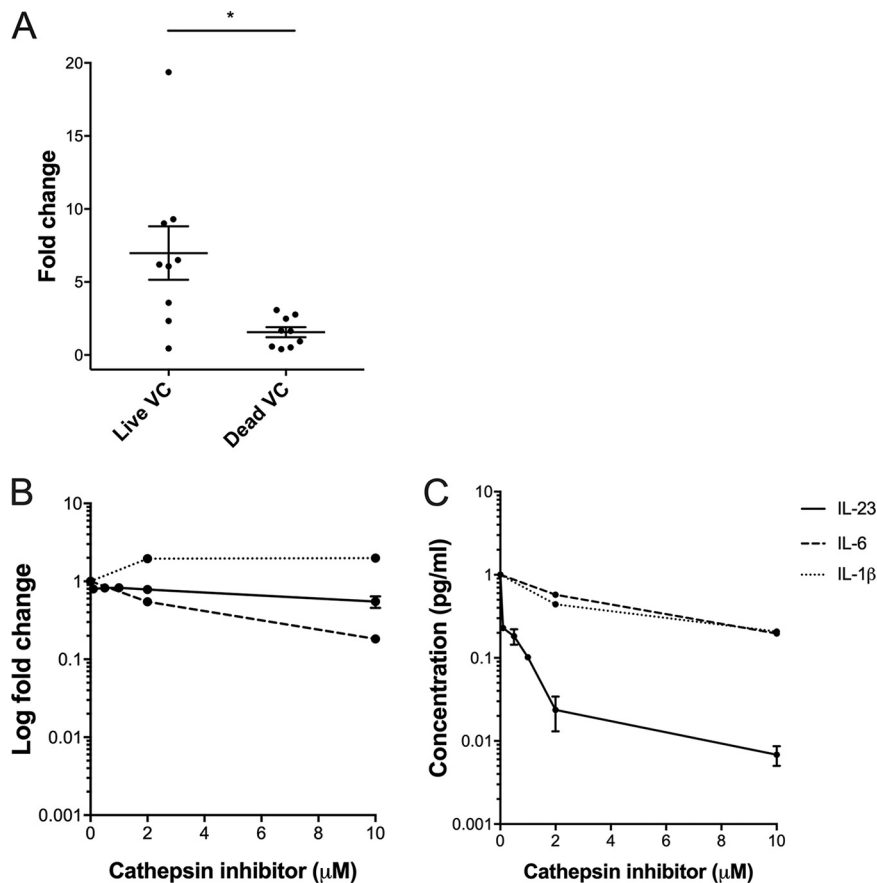 A
*
20
15
10
5
0
Fold change
Live VC
Dead VC
B
10
1
0.1
0.01
0.001
Log fold change
0 2 4 6 8 10
Cathepsin inhibitor (μM)
C
10
1
0.1
0.01
0.001
Concentration (pg/ml)
0 2 4 6 8 10
Cathepsin inhibitor (μM)
IL-23
IL-6
IL-1β